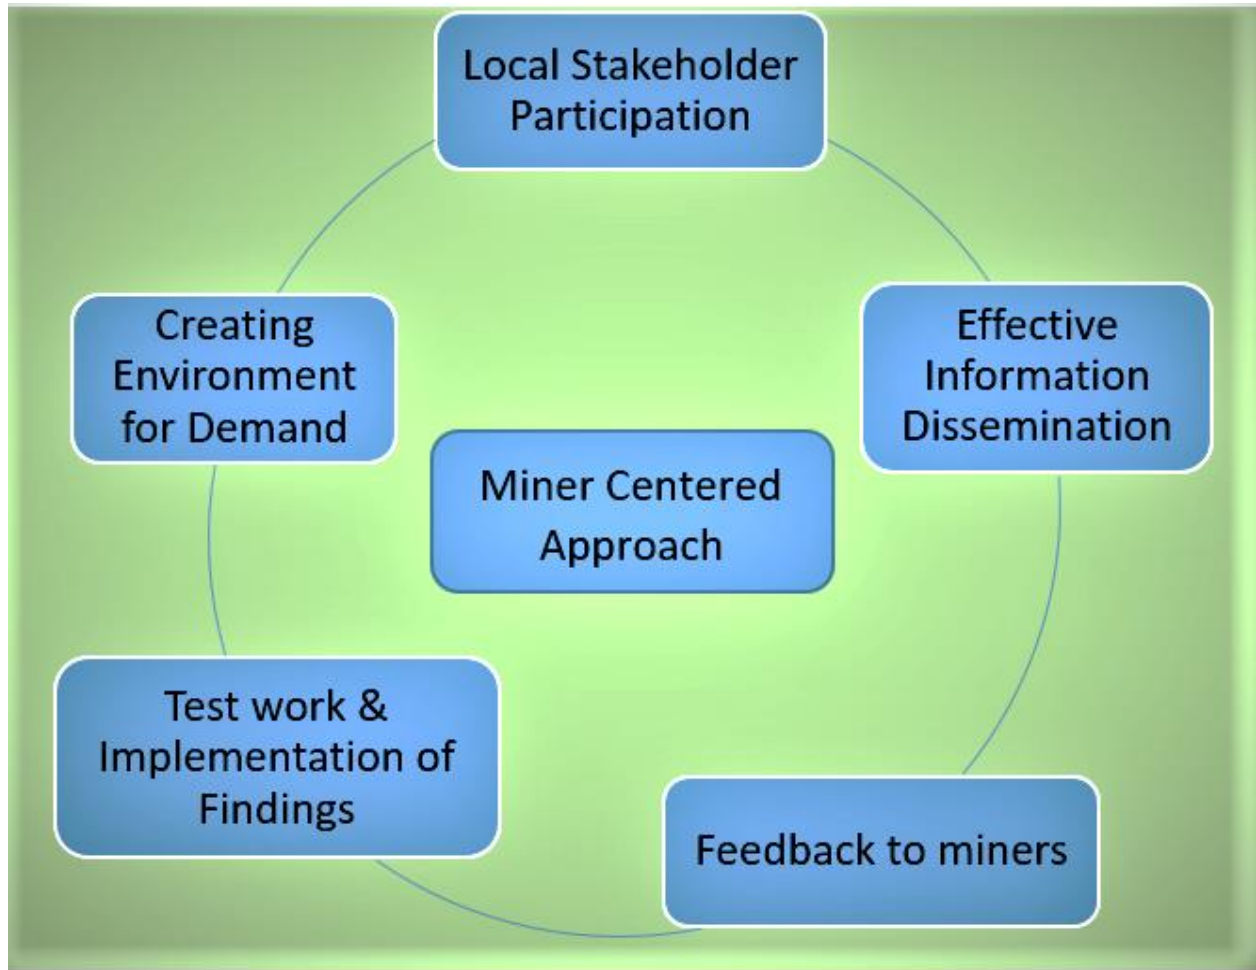 Local Stakeholder
Participation
Effective
Information
Dissemination
Feedback to miners
Test work &
Implementation of
Findings
Creating
Environment
for Demand
Miner Centered
Approach